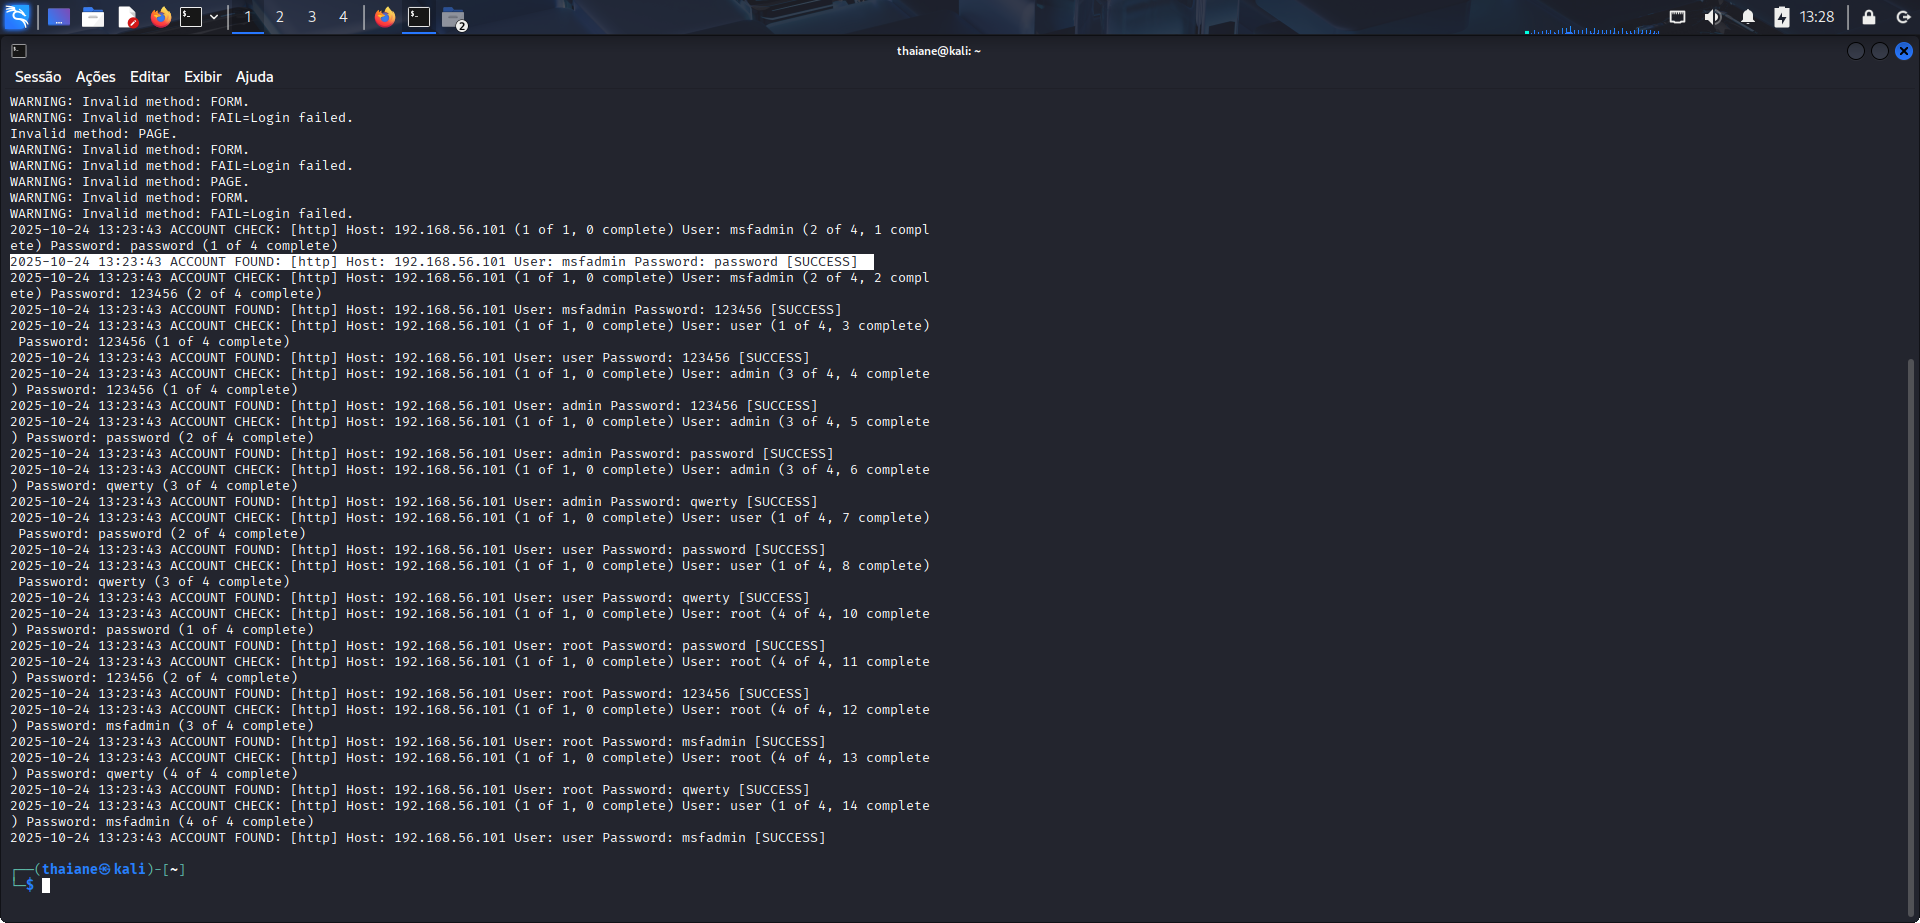 1 2 3 4
2
13:28
thaiane@kali: ~
Sessão Ações Editar Exibir Ajuda
WARNING: Invalid method: FORM.
WARNING: Invalid method: FAIL=Login failed.
Invalid method: PAGE.
WARNING: Invalid method: FORM.
WARNING: Invalid method: FAIL=Login failed.
WARNING: Invalid method: PAGE.
WARNING: Invalid method: FORM.
WARNING: Invalid method: FAIL=Login failed.
2025-10-24 13:23:43 ACCOUNT CHECK: [http] Host: 192.168.56.101 (1 of 1, 0 complete) User: msfadmin (2 of 4, 1 compl
ete) Password: password (1 of 4 complete)
2025-10-24 13:23:43 ACCOUNT FOUND: [http] Host: 192.168.56.101 User: msfadmin Password: password [SUCCESS]
2025-10-24 13:23:43 ACCOUNT CHECK: [http] Host: 192.168.56.101 (1 of 1, 0 complete) User: msfadmin (2 of 4, 2 compl
ete) Password: 123456 (2 of 4 complete)
2025-10-24 13:23:43 ACCOUNT FOUND: [http] Host: 192.168.56.101 User: msfadmin Password: 123456 [SUCCESS]
2025-10-24 13:23:43 ACCOUNT CHECK: [http] Host: 192.168.56.101 (1 of 1, 0 complete) User: user (1 of 4, 3 complete)
 Password: 123456 (1 of 4 complete)
2025-10-24 13:23:43 ACCOUNT FOUND: [http] Host: 192.168.56.101 User: user Password: 123456 [SUCCESS]
2025-10-24 13:23:43 ACCOUNT CHECK: [http] Host: 192.168.56.101 (1 of 1, 0 complete) User: admin (3 of 4, 4 complete
) Password: 123456 (1 of 4 complete)
2025-10-24 13:23:43 ACCOUNT FOUND: [http] Host: 192.168.56.101 User: admin Password: 123456 [SUCCESS]
2025-10-24 13:23:43 ACCOUNT CHECK: [http] Host: 192.168.56.101 (1 of 1, 0 complete) User: admin (3 of 4, 5 complete
) Password: password (2 of 4 complete)
2025-10-24 13:23:43 ACCOUNT FOUND: [http] Host: 192.168.56.101 User: admin Password: password [SUCCESS]
2025-10-24 13:23:43 ACCOUNT CHECK: [http] Host: 192.168.56.101 (1 of 1, 0 complete) User: admin (3 of 4, 6 complete
) Password: qwerty (3 of 4 complete)
2025-10-24 13:23:43 ACCOUNT FOUND: [http] Host: 192.168.56.101 User: admin Password: qwerty [SUCCESS]
2025-10-24 13:23:43 ACCOUNT CHECK: [http] Host: 192.168.56.101 (1 of 1, 0 complete) User: user (1 of 4, 7 complete)
 Password: password (2 of 4 complete)
2025-10-24 13:23:43 ACCOUNT FOUND: [http] Host: 192.168.56.101 User: user Password: password [SUCCESS]
2025-10-24 13:23:43 ACCOUNT CHECK: [http] Host: 192.168.56.101 (1 of 1, 0 complete) User: user (1 of 4, 8 complete)
 Password: qwerty (3 of 4 complete)
2025-10-24 13:23:43 ACCOUNT FOUND: [http] Host: 192.168.56.101 User: user Password: qwerty [SUCCESS]
2025-10-24 13:23:43 ACCOUNT CHECK: [http] Host: 192.168.56.101 (1 of 1, 0 complete) User: root (4 of 4, 10 complete
) Password: password (1 of 4 complete)
2025-10-24 13:23:43 ACCOUNT FOUND: [http] Host: 192.168.56.101 User: root Password: password [SUCCESS]
2025-10-24 13:23:43 ACCOUNT CHECK: [http] Host: 192.168.56.101 (1 of 1, 0 complete) User: root (4 of 4, 11 complete
) Password: 123456 (2 of 4 complete)
2025-10-24 13:23:43 ACCOUNT FOUND: [http] Host: 192.168.56.101 User: root Password: 123456 [SUCCESS]
2025-10-24 13:23:43 ACCOUNT CHECK: [http] Host: 192.168.56.101 (1 of 1, 0 complete) User: root (4 of 4, 12 complete
) Password: msfadmin (3 of 4 complete)
2025-10-24 13:23:43 ACCOUNT FOUND: [http] Host: 192.168.56.101 User: root Password: msfadmin [SUCCESS]
2025-10-24 13:23:43 ACCOUNT CHECK: [http] Host: 192.168.56.101 (1 of 1, 0 complete) User: root (4 of 4, 13 complete
) Password: qwerty (4 of 4 complete)
2025-10-24 13:23:43 ACCOUNT FOUND: [http] Host: 192.168.56.101 User: root Password: qwerty [SUCCESS]
2025-10-24 13:23:43 ACCOUNT CHECK: [http] Host: 192.168.56.101 (1 of 1, 0 complete) User: user (1 of 4, 14 complete
) Password: msfadmin (4 of 4 complete)
2025-10-24 13:23:43 ACCOUNT FOUND: [http] Host: 192.168.56.101 User: user Password: msfadmin [SUCCESS]
┌──(thaiane㉿kali)-[~]
└─$